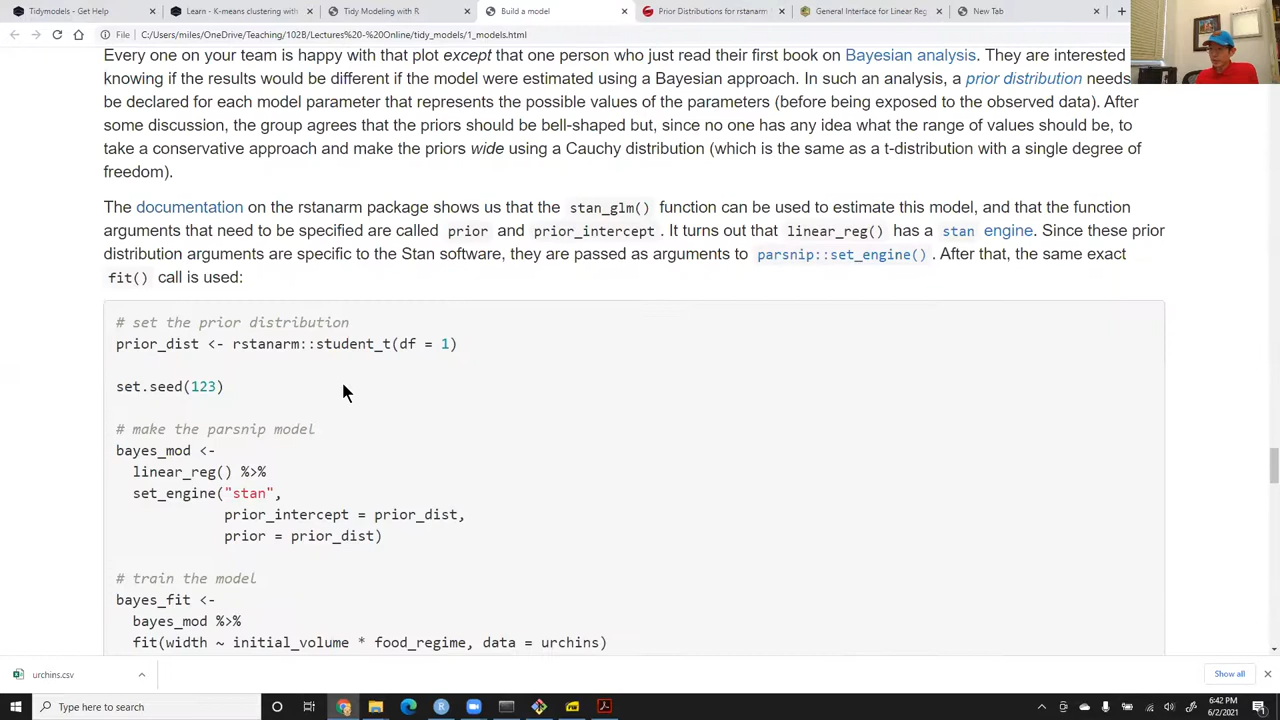 Tidymodels - Get Help
Learn - K-means clustering with
Tidy Modeling with R
Build a model
Prior Distributions for rstanarm
General Interface for Linear Reg
New Tab
C:/Users/miles/OneDrive/Teaching/102B/Lectures%20-%20Online/tidy_models/1_models.html
Every one on your team is happy with that plot except that one person who just read their first book on Bayesian analysis. They are interested
knowing if the results would be different if the model were estimated using a Bayesian approach. In such an analysis, a prior distribution needs
be declared for each model parameter that represents the possible values of the parameters (before being exposed to the observed data). After
some discussion, the group agrees that the priors should be bell-shaped but, since no one has any idea what the range of values should be, to
take a conservative approach and make the priors wide using a Cauchy distribution (which is the same as a t-distribution with a single degree of
freedom).
The documentation on the rstanarm package shows us that the stan_glm() function can be used to estimate this model, and that the function
arguments that need to be specified are called prior and prior_intercept. It turns out that linear_reg() has a stan engine. Since these prior
distribution arguments are specific to the Stan software, they are passed as arguments to parsnip::set_engine(). After that, the same exact
fit() call is used:
# set the prior distribution
prior_dist <- rstanarm::student_t(df = 1)
set.seed(123)
# make the parsnip model
bayes_mod <-
linear_reg() %>%
set_engine("stan",
prior_intercept = prior_dist,
prior = prior_dist)
# train the model
bayes_fit <-
bayes_mod %>%
fit(width ~ initial_volume * food_regime, data = urchins)
urchins.csv
Show all
Type here to search
6:42 PM
6/2/2021